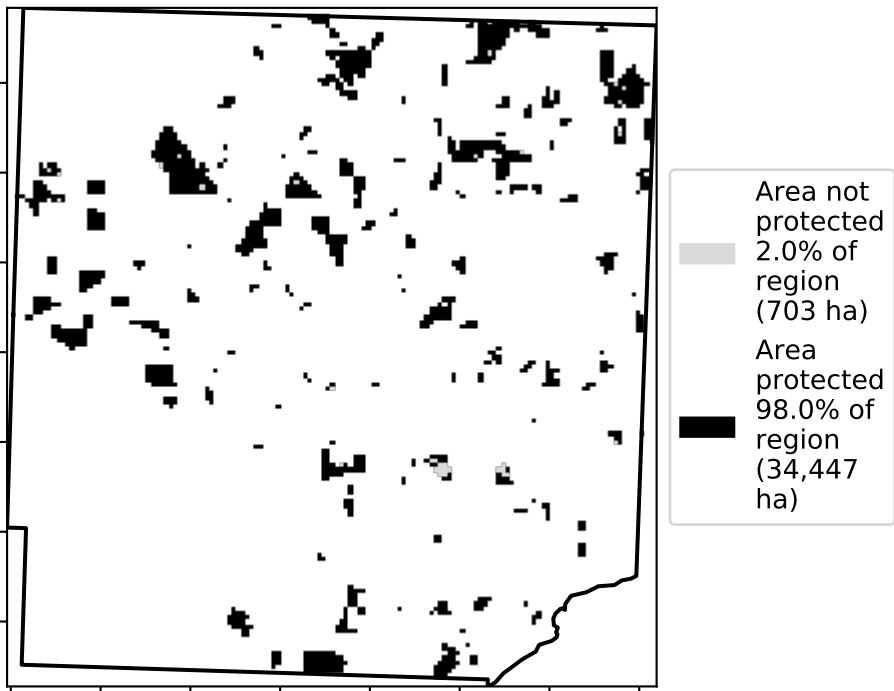 Area not
protected
2.0% of
region
(703 ha)
Area
protected
98.0% of
region
(34,447
ha)